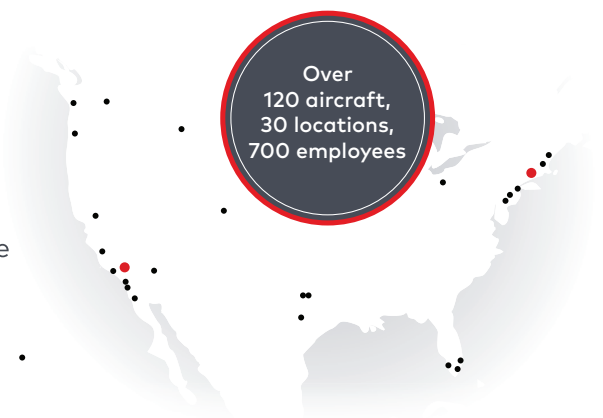 Over
120 aircraft,
30 locations,
700 employees
e